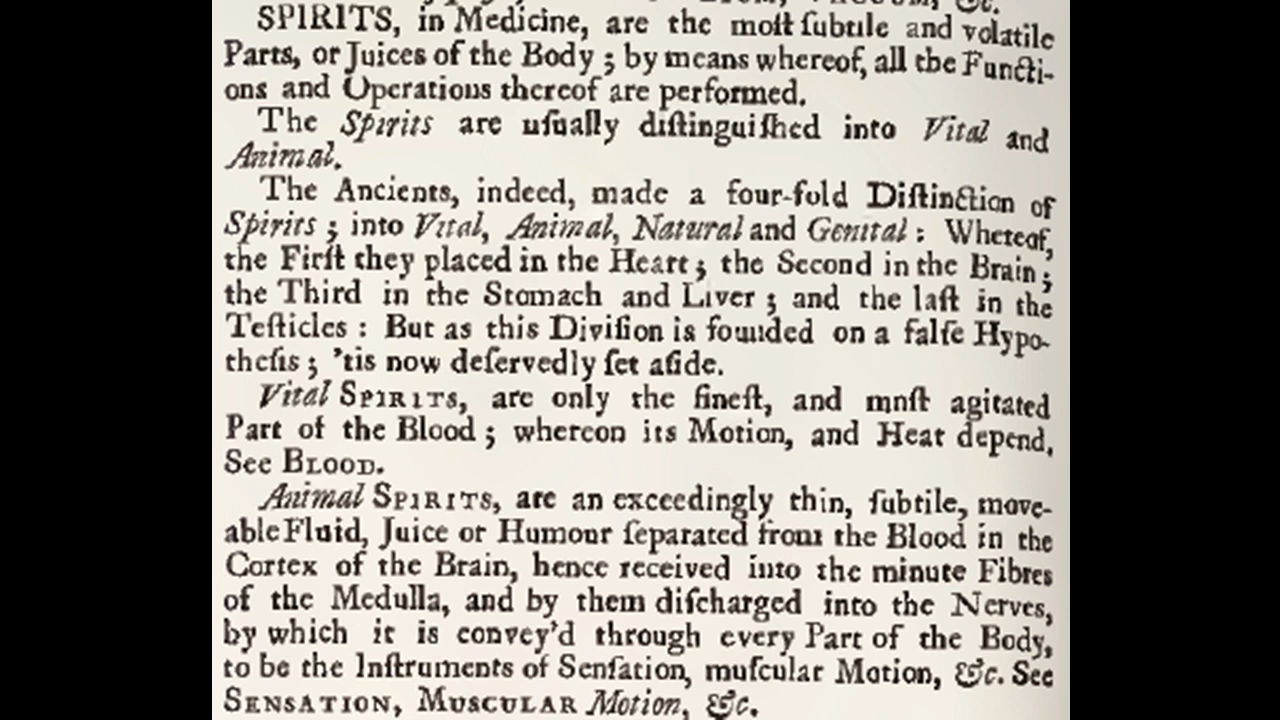 &c.
SPIRITS, in Medicine, are the moſt ſubtile and volatile
Parts, or Juices of the Body ; by means whereof, all the Functi-
ons and Operations thereof are performed.
The Spirits are uſually diſtinguiſhed into Vital and
Animal.
The Ancients, indeed, made a four-fold Diſtinction of
Spirits ; into Vital, Animal, Natural and Genital : Whereof,
the Firſt they placed in the Heart ; the Second in the Brain ;
the Third in the Stomach and Liver ; and the laſt in the
Teſticles : But as this Diviſion is founded on a falſe Hypo-
theſis ; 'tis now deſervedly ſet aſide.
Vital SPIRITS, are only the fineſt, and moſt agitated
Part of the Blood ; whereon its Motion, and Heat depend.
See BLOOD.
Animal SPIRITS, are an exceedingly thin, ſubtile, move-
able Fluid, Juice or Humour ſeparated from the Blood in the
Cortex of the Brain, hence received into the minute Fibres
of the Medulla, and by them diſcharged into the Nerves,
by which it is convey'd through every Part of the Body,
to be the Inſtruments of Senſation, muſcular Motion, &c. See
SENSATION, MUSCULAR Motion, &c.